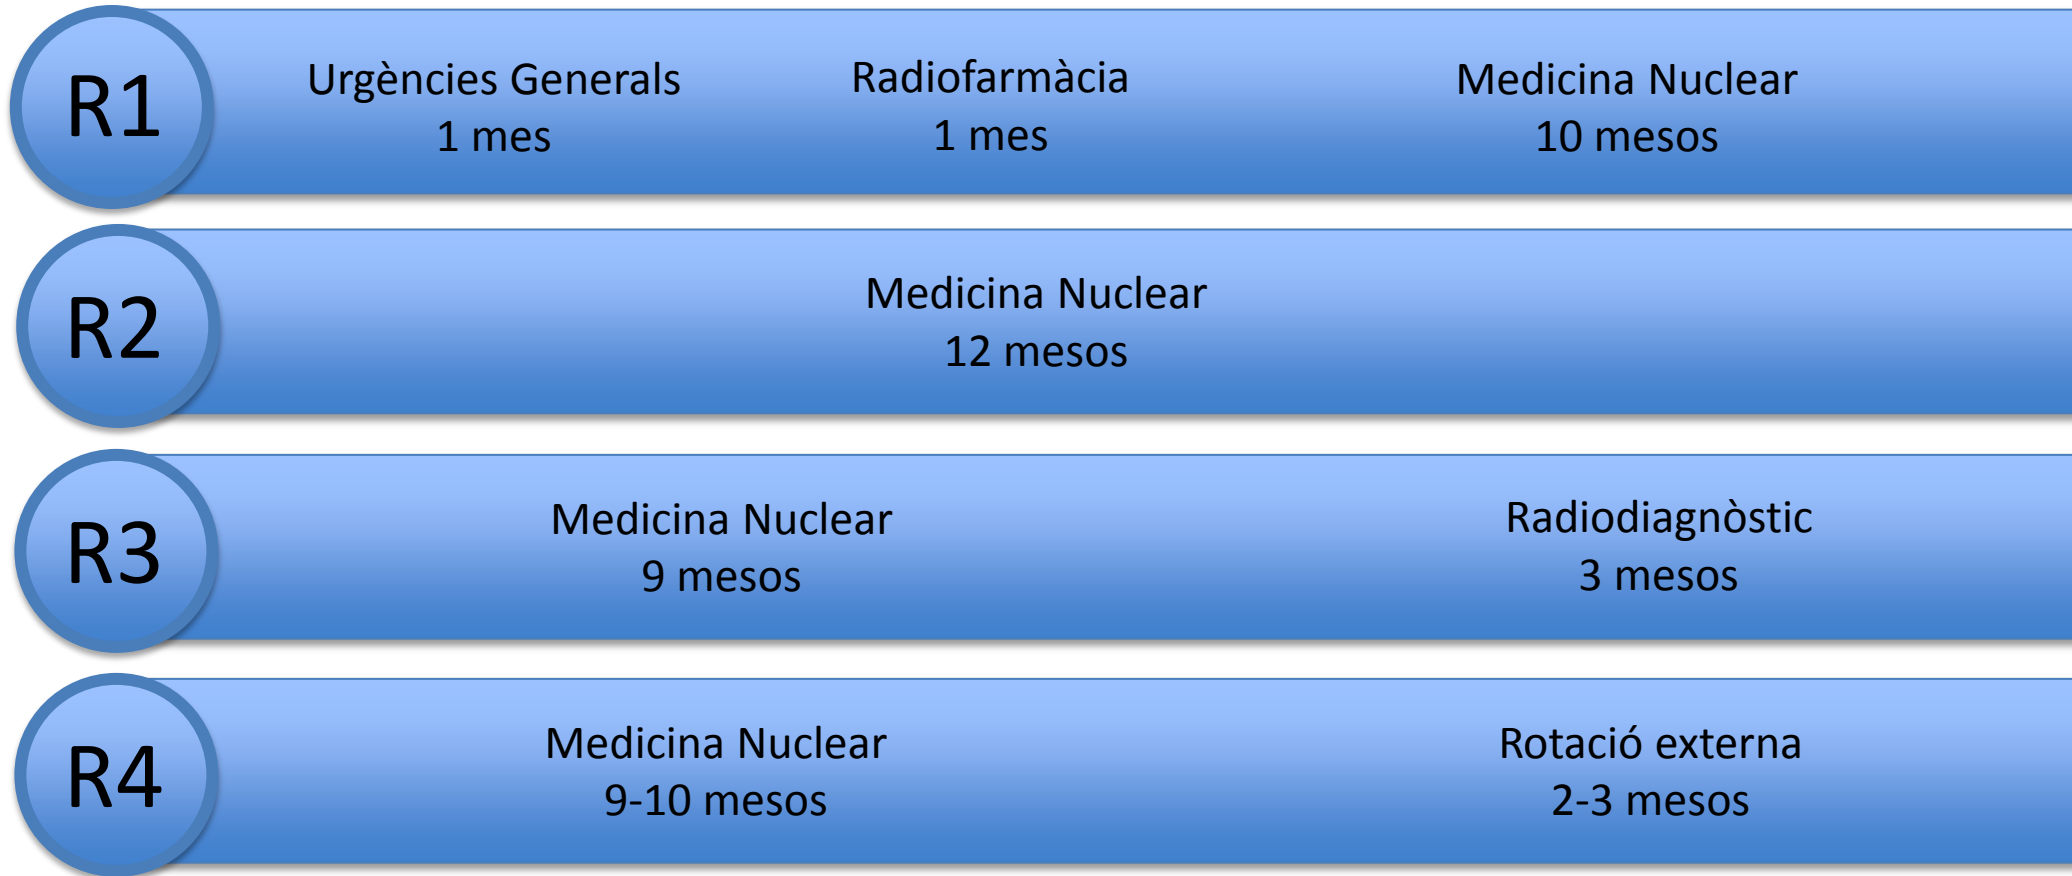 R1
Urgències Generals
1 mes
Radiofarmàcia
1 mes
Medicina Nuclear
10 mesos
R2
Medicina Nuclear
12 mesos
R3
Medicina Nuclear
9 mesos
Radiodiagnòstic
3 mesos
R4
Medicina Nuclear
9-10 mesos
Rotació externa
2-3 mesos